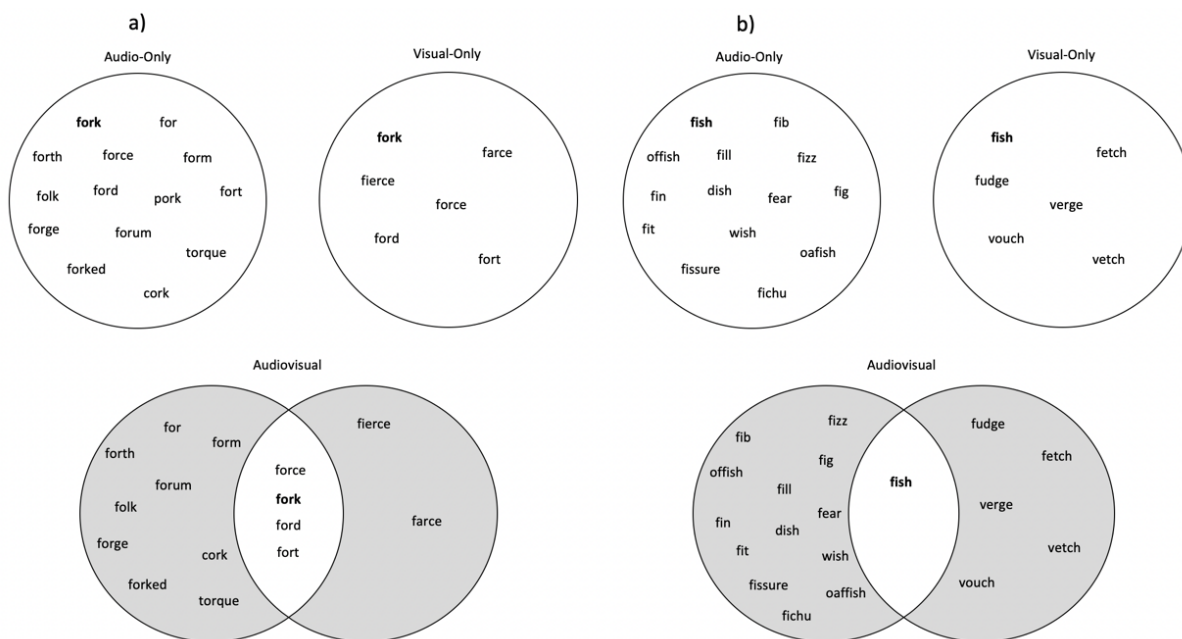 a)
Audio-Only
fork for
forth force form
folk ford pork fort
forge forum
torque
forked
cork
Visual-Only
fork
farce
fierce
force
ford
fort
Audiovisual
for
form
forth
forum
folk
forge
cork
forked
torque
force
fork
ford
fort
fierce
farce
b)
Audio-Only
fish fib
offish fill fizz
fin dish fear fig
fit wish
oafish
fissure
fichu
Visual-Only
fish
fetch
fudge
verge
vouch
vetch
Audiovisual
fizz
fib
fig
offish
fill
fear
fin
dish
fit
wish
fissure
oaffish
fichu
fish
fudge
fetch
verge
vetch
vouch